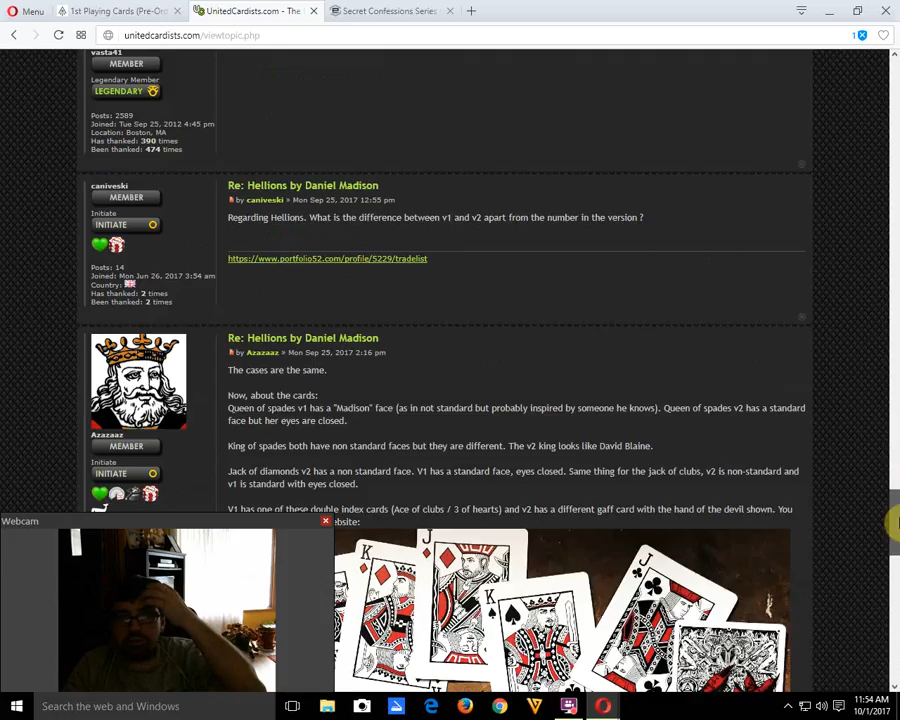 Menu
1st Playing Cards (Pre-Ord
UnitedCardists.com - The
Secret Confessions Series
unitedcardists.com/viewtopic.php
1
vasta41
MEMBER
Legendary Member
LEGENDARY
Posts: 2589
Joined: Tue Sep 25, 2012 4:45 pm
Location: Boston, MA
Has thanked: 390 times
Been thanked: 474 times
caniveski
MEMBER
Initiate
INITIATE
Posts: 14
Joined: Mon Jun 26, 2017 3:54 am
Country:
Has thanked: 2 times
Been thanked: 2 times
Re: Hellions by Daniel Madison
by caniveski » Mon Sep 25, 2017 12:55 pm
Regarding Hellions. What is the difference between v1 and v2 apart from the number in the version ?
https://www.portfolio52.com/profile/5229/tradelist
Azazaaz
MEMBER
Initiate
INITIATE
Re: Hellions by Daniel Madison
by Azazaaz » Mon Sep 25, 2017 2:16 pm
The cases are the same.
Now, about the cards:
Queen of spades v1 has a "Madison" face (as in not standard but probably inspired by someone he knows). Queen of spades v2 has a standard
face but her eyes are closed.
King of spades both have non standard faces but they are different. The v2 king looks like David Blaine.
Jack of diamonds v2 has a non standard face. V1 has a standard face, eyes closed. Same thing for the jack of clubs, v2 is non-standard and
v1 is standard with eyes closed.
V1 has one of these double index cards (Ace of clubs / 3 of hearts) and v2 has a different gaff card with the hand of the devil shown. You
ebsite:
Webcam
K
J
K
J
Search the web and Windows
11:54 AM
10/1/2017